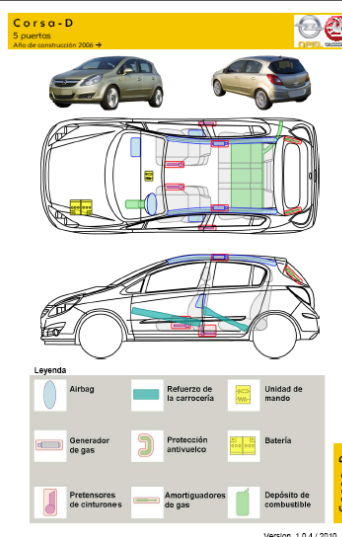 Corsa-D
5 puertas
Año de construcción 2006 →
OPEL
Leyenda
Airbag
Refuerzo de
la carrocería
Unidad de
mando
Generador
de gas
Protección
antivuelco
Batería
Pretensores
de cinturones
Amortiguadores
de gas
Depósito de
combustible
Version 1.0.4 / 2010